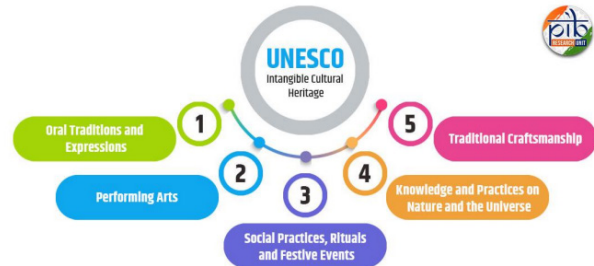 pib
RESEARCH UNIT
UNESCO
Intangible Cultural
Heritage
1
Oral Traditions and
Expressions
2
Performing Arts
3
Social Practices, Rituals
and Festive Events
4
Knowledge and Practices on
Nature and the Universe
5
Traditional Craftsmanship